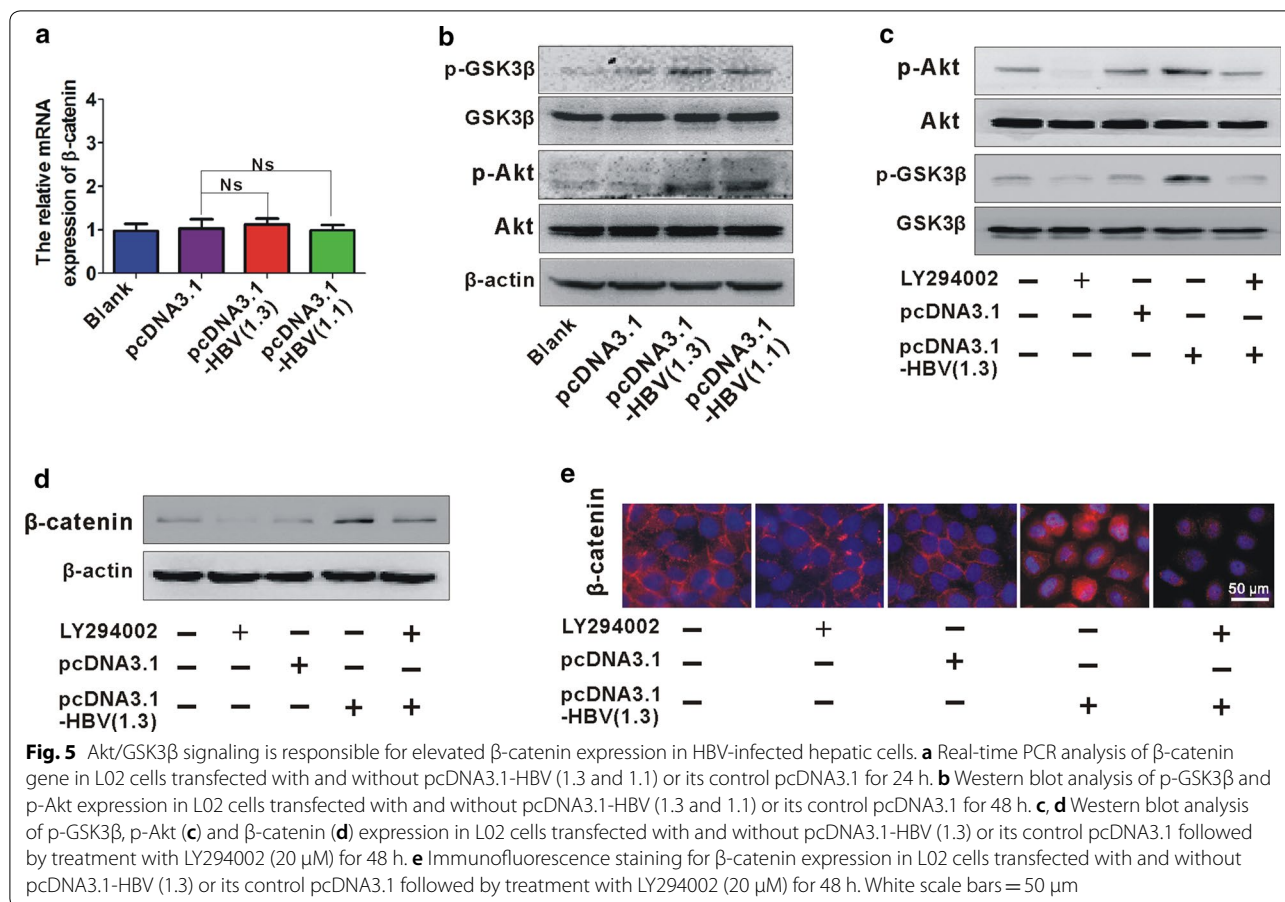 a
The relative mRNA
expression of β-catenin
4
3
2
1
0
Ns
Ns
Blank
pcDNA3.1
pcDNA3.1
-HBV(1.3)
pcDNA3.1
-HBV(1.1)
b
p-GSK3β
GSK3β
p-Akt
Akt
β-actin
Blank
pcDNA3.1
pcDNA3.1
-HBV(1.3)
pcDNA3.1
-HBV(1.1)
c
p-Akt
Akt
p-GSK3β
GSK3β
LY294002 – + – – +
pcDNA3.1 – – + – –
pcDNA3.1
-HBV(1.3) – – – + +
d
β-catenin
β-actin
LY294002 – + – – +
pcDNA3.1 – – + – –
pcDNA3.1
-HBV(1.3) – – – + +
e
β-catenin
50 μm
LY294002 – + – – +
pcDNA3.1 – – + – –
pcDNA3.1
-HBV(1.3) – – – + +
Fig. 5 Akt/GSK3β signaling is responsible for elevated β-catenin expression in HBV-infected hepatic cells. a Real-time PCR analysis of β-catenin
gene in L02 cells transfected with and without pcDNA3.1-HBV (1.3 and 1.1) or its control pcDNA3.1 for 24 h. b Western blot analysis of p-GSK3β and
p-Akt expression in L02 cells transfected with and without pcDNA3.1-HBV (1.3 and 1.1) or its control pcDNA3.1 for 48 h. c, d Western blot analysis
of p-GSK3β, p-Akt (c) and β-catenin (d) expression in L02 cells transfected with and without pcDNA3.1-HBV (1.3) or its control pcDNA3.1 followed
by treatment with LY294002 (20 μM) for 48 h. e Immunofluorescence staining for β-catenin expression in L02 cells transfected with and without
pcDNA3.1-HBV (1.3) or its control pcDNA3.1 followed by treatment with LY294002 (20 μM) for 48 h. White scale bars = 50 μm